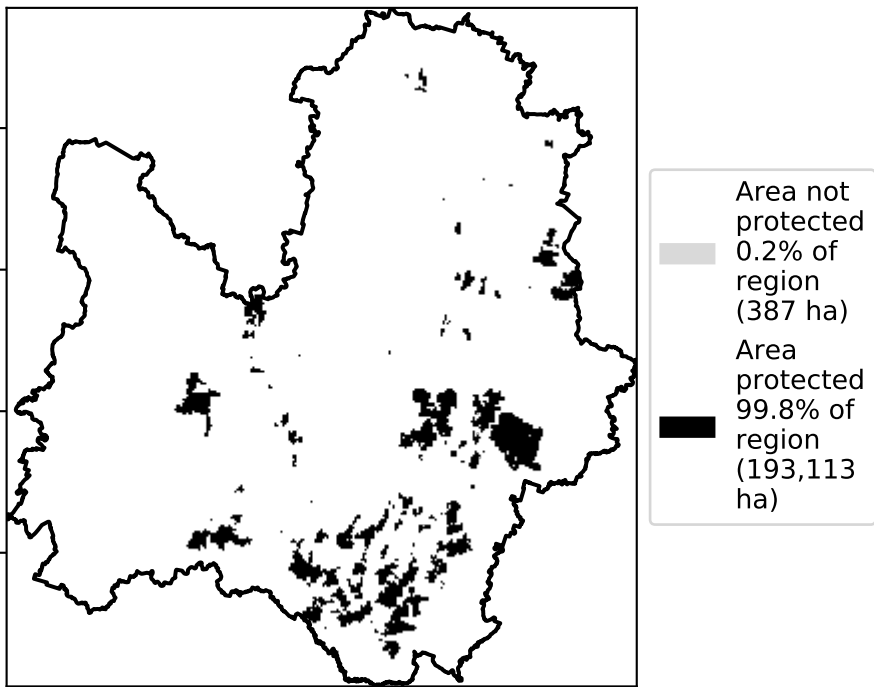 Area not
protected
0.2% of
region
(387 ha)
Area
protected
99.8% of
region
(193,113
ha)